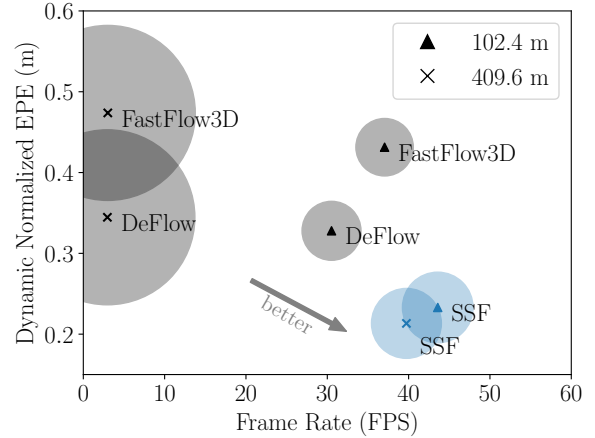 Dynamic Normalized EPE (m)
0.6
0.5
0.4
0.3
0.2
102.4 m
409.6 m
FastFlow3D
FastFlow3D
DeFlow
DeFlow
better
SSF
SSF
0
10
20
30
40
50
60
Frame Rate (FPS)